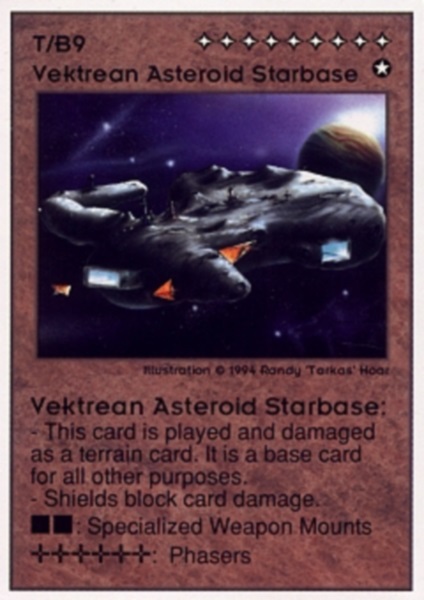 T/B9
Vektrean Asteroid Starbase
Illustration © 1994 Randy 'Tarkas' Hoar
Vektrean Asteroid Starbase:
- This card is played and damaged
as a terrain card. It is a base card
for all other purposes.
- Shields block card damage.
: Specialized Weapon Mounts
: Phasers